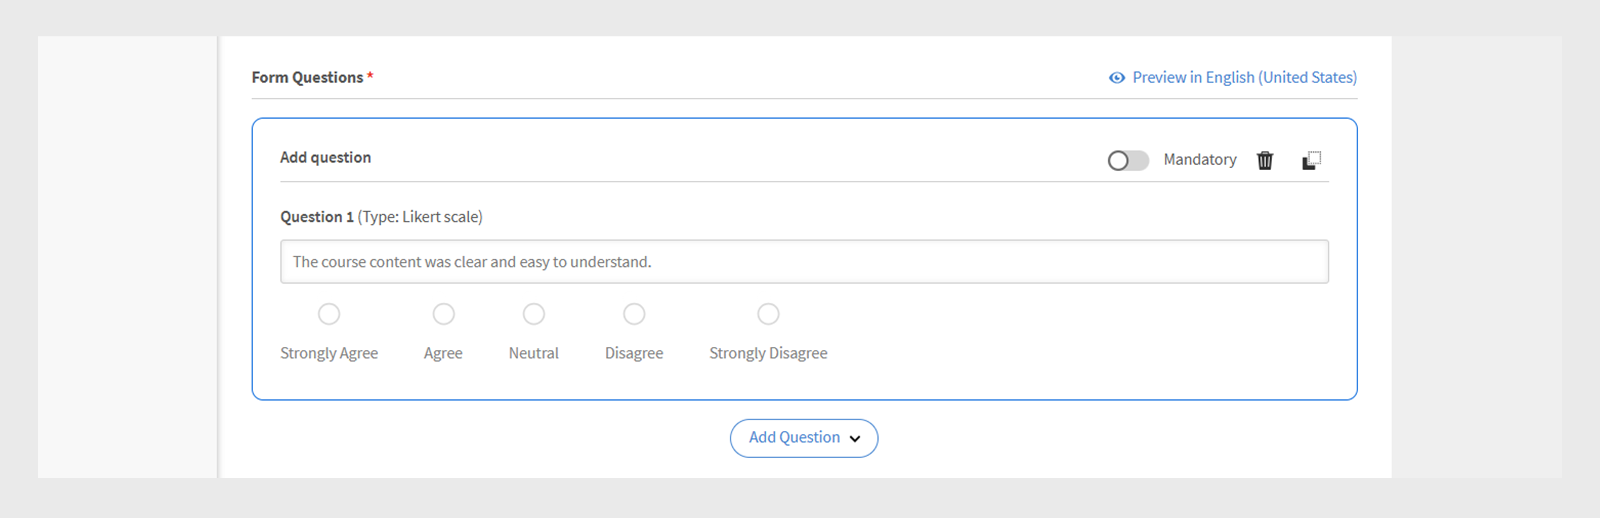 Form Questions *
Preview in English (United States)
Add question
Mandatory
Question 1 (Type: Likert scale)
The course content was clear and easy to understand.
Strongly Agree Agree Neutral Disagree Strongly Disagree
Add Question